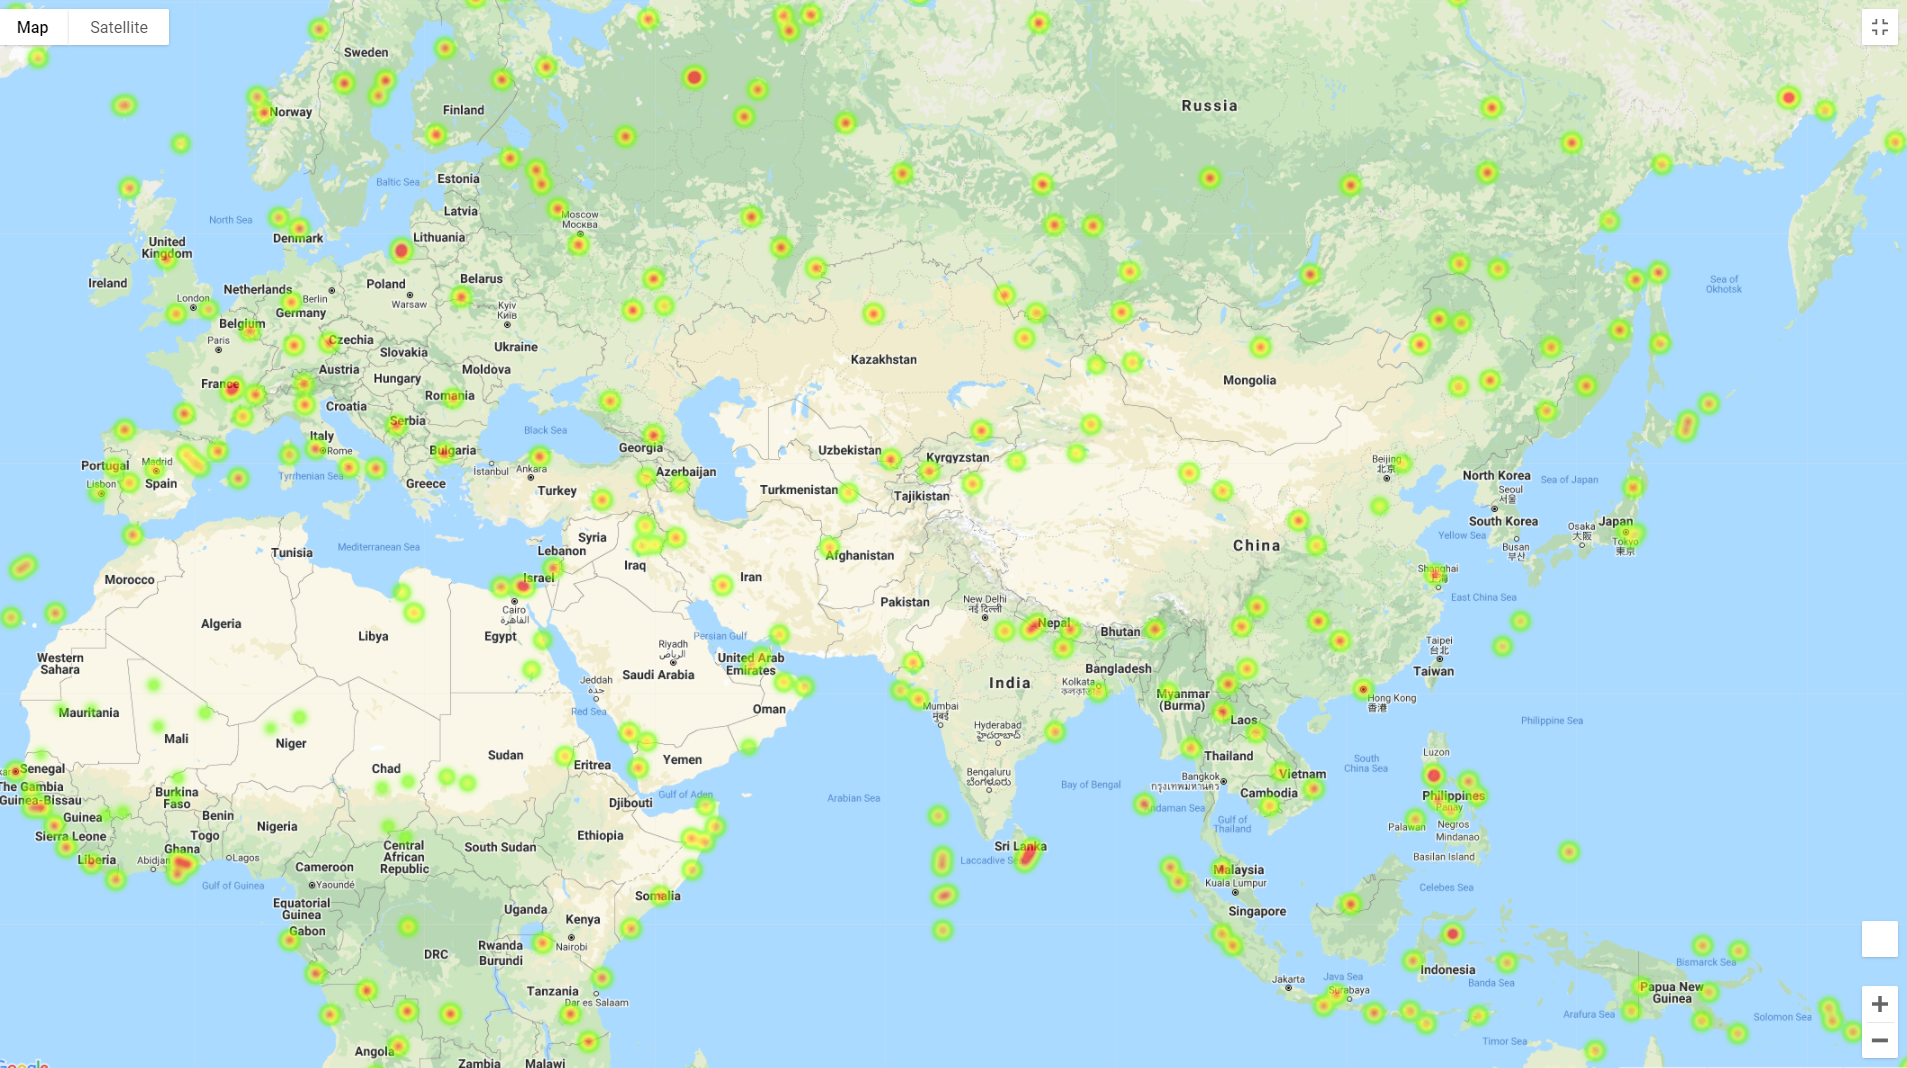 Map
Satellite
Sweden
Finland
Norway
Russia
Estonia
Baltic Sea
Latvia
North Sea
Moscow
Москва
Denmark
Lithuania
United
Kingdom
Ireland
Belarus
Sea of
Okhotsk
Netherlands
Poland
Berlin
London
Warsaw
Kyiv
Київ
Germany
Belgium
Paris
Czechia
Ukraine
Slovakia
Kazakhstan
Austria
Moldova
Hungary
Mongolia
France
Romania
Croatia
Serbia
Black Sea
Italy
Rome
Georgia
Bulgaria
Uzbekistan
Kyrgyzstan
Portugal
Madrid
İstanbul
Ankara
Azerbaijan
Beijing
北京
North Korea
Tyrrhenian Sea
Lisbon
Spain
Greece
Turkey
Turkmenistan
Tajikistan
Seoul
서울
Sea of Japan
South Korea
Japan
Osaka
大阪
Tokyo
東京
Busan
부산
Yellow Sea
Syria
Mediterranean Sea
Tunisia
Lebanon
Afghanistan
China
Iraq
Iran
Israel
Morocco
Shanghai
上海
East China Sea
Pakistan
New Delhi
नई दिल्ली
Cairo
القاهرة
Algeria
Libya
Egypt
Nepal
Bhutan
Persian Gulf
Taipei
台北
Riyadh
الرياض
Western
Sahara
United Arab
Emirates
Bangladesh
Taiwan
Saudi Arabia
India
Jeddah
جدة
Kolkata
Myanmar
(Burma)
Hong Kong
香港
Mauritania
Red Sea
Oman
Mumbai
मुंबई
Laos
Philippine Sea
Mali
Niger
Hyderabad
Sudan
Chad
Eritrea
Yemen
Thailand
Luzon
South
China Sea
Senegal
The Gambia
Guinea-Bissau
Burkina
Faso
Bengaluru
ಬೆಂಗಳೂರು
Bangkok
กรุงเทพมหานคร
Vietnam
Bay of Bengal
Arabian Sea
Gulf of Aden
Djibouti
Cambodia
Philippines
Panay
Andaman Sea
Guinea
Benin
Nigeria
Gulf of
Thailand
Palawan
Negros
Mindanao
Sierra Leone
Togo
Ethiopia
Ghana
Central
African
Republic
South Sudan
Sri Lanka
Laccadive Sea
Basilan Island
Liberia
Abidjan
Lagos
Cameroon
Malaysia
Kuala Lumpur
Gulf of Guinea
Yaoundé
Celebes Sea
Somalia
Equatorial
Guinea
Uganda
Kenya
Singapore
Gabon
Rwanda
Burundi
Nairobi
DRC
Bismarck Sea
Indonesia
Jakarta
Java Sea
Surabaya
Banda Sea
Papua New
Guinea
Tanzania
Dar es Salaam
Arafura Sea
Solomon Sea
Timor Sea
Angola
Zambia
Malawi